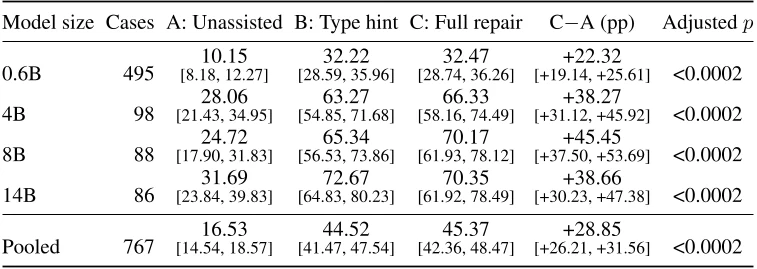 Model size Cases A: Unassisted B: Type hint C: Full repair C−A (pp) Adjusted p
0.6B 495 10.15 32.22 32.47 +22.32 <0.0002
[8.18, 12.27] [28.59, 35.96] [28.74, 36.26] [+19.14, +25.61]
4B 98 28.06 63.27 66.33 +38.27 <0.0002
[21.43, 34.95] [54.85, 71.68] [58.16, 74.49] [+31.12, +45.92]
8B 88 24.72 65.34 70.17 +45.45 <0.0002
[17.90, 31.83] [56.53, 73.86] [61.93, 78.12] [+37.50, +53.69]
14B 86 31.69 72.67 70.35 +38.66 <0.0002
[23.84, 39.83] [64.83, 80.23] [61.92, 78.49] [+30.23, +47.38]
Pooled 767 16.53 44.52 45.37 +28.85 <0.0002
[14.54, 18.57] [41.47, 47.54] [42.36, 48.47] [+26.21, +31.56]